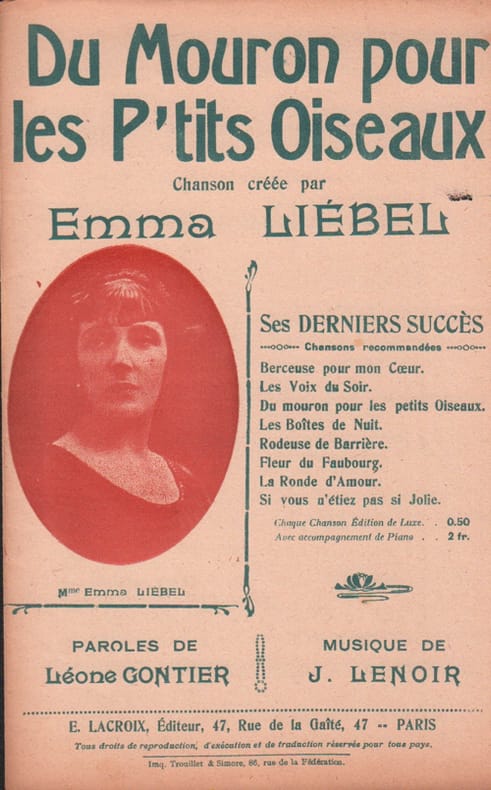 Du Mouron pour
les P'tits Oiseaux
Chanson créée par
Emma LIÉBEL
Ses DERNIERS SUCCÈS
Chansons recommandées
Berceuse pour mon Cœur.
Les Voix du Soir.
Du mouron pour les petits Oiseaux.
Les Boîtes de Nuit.
Rodeuse de Barrière.
Fleur du Faubourg.
La Ronde d'Amour.
Si vous n'étiez pas si Jolie.
Chaque Chanson Édition de Luxe. . 0.50
Avec accompagnement de Piano . . 2 fr.
Mme Emma LIÉBEL
PAROLES DE
Léone GONTIER
MUSIQUE DE
J. LENOIR
E. LACROIX, Éditeur, 47, Rue de la Gaîté, 47 -- PARIS
Tous droits de reproduction, d'exécution et de traduction réservés pour tous pays.
Imq. Trouillet & Simore, 86, rue de la Fédération.